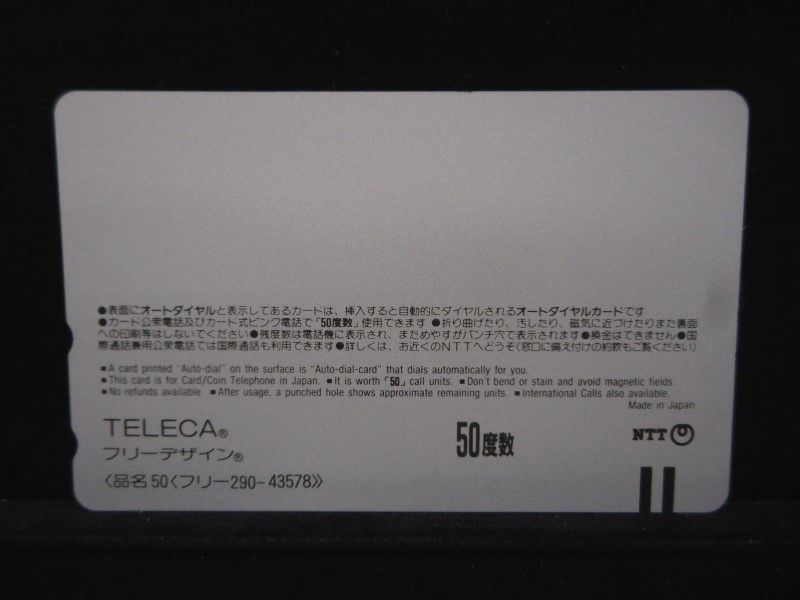 ●表面にオートダイヤルと表示してあるカードは、挿入すると自動的にダイヤルされるオートダイヤルカードです
●カード公衆電話及びカード式ピンク電話で「50度数」使用できます ●折り曲げたり、汚したり、磁気に近づけたりまた裏面
への印刷等はしないでください ●残度数は電話機に表示され、まためやすがパンチ穴で表示されます ●換金はできません ●国
際通話兼用公衆電話では国際通話も利用できます ●詳しくは、お近くのNTTへどうぞ(窓口に備え付けの約款もご覧ください)
■A card printed "Auto-dial" on the surface is "Auto-dial-card" that dials automatically for you.
■This card is for Card/Coin Telephone in Japan. ■It is worth「50」call units. ■Don't bend or stain and avoid magnetic fields.
■No refunds available. ■After usage, a punched hole shows approximate remaining units. ■International Calls also available.
Made in Japan
TELECA®
フリーデザイン®
〈品名50〈フリー290-43578〉〉
50度数
NTT